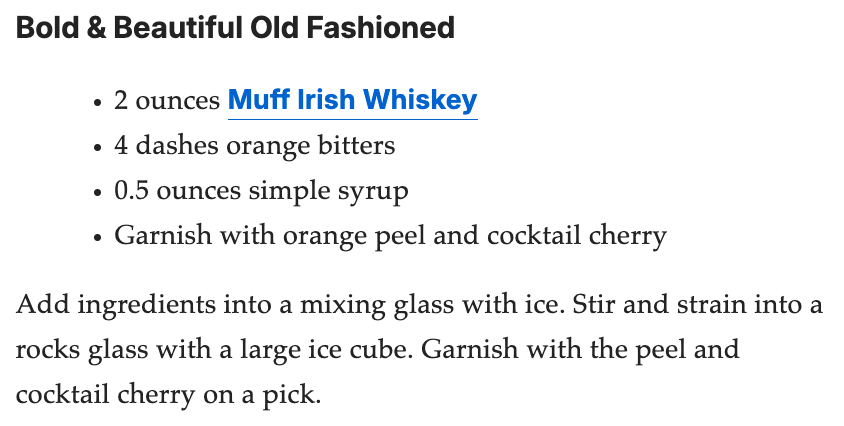 Bold & Beautiful Old Fashioned
• 2 ounces Muff Irish Whiskey
• 4 dashes orange bitters
• 0.5 ounces simple syrup
• Garnish with orange peel and cocktail cherry
Add ingredients into a mixing glass with ice. Stir and strain into a
rocks glass with a large ice cube. Garnish with the peel and
cocktail cherry on a pick.